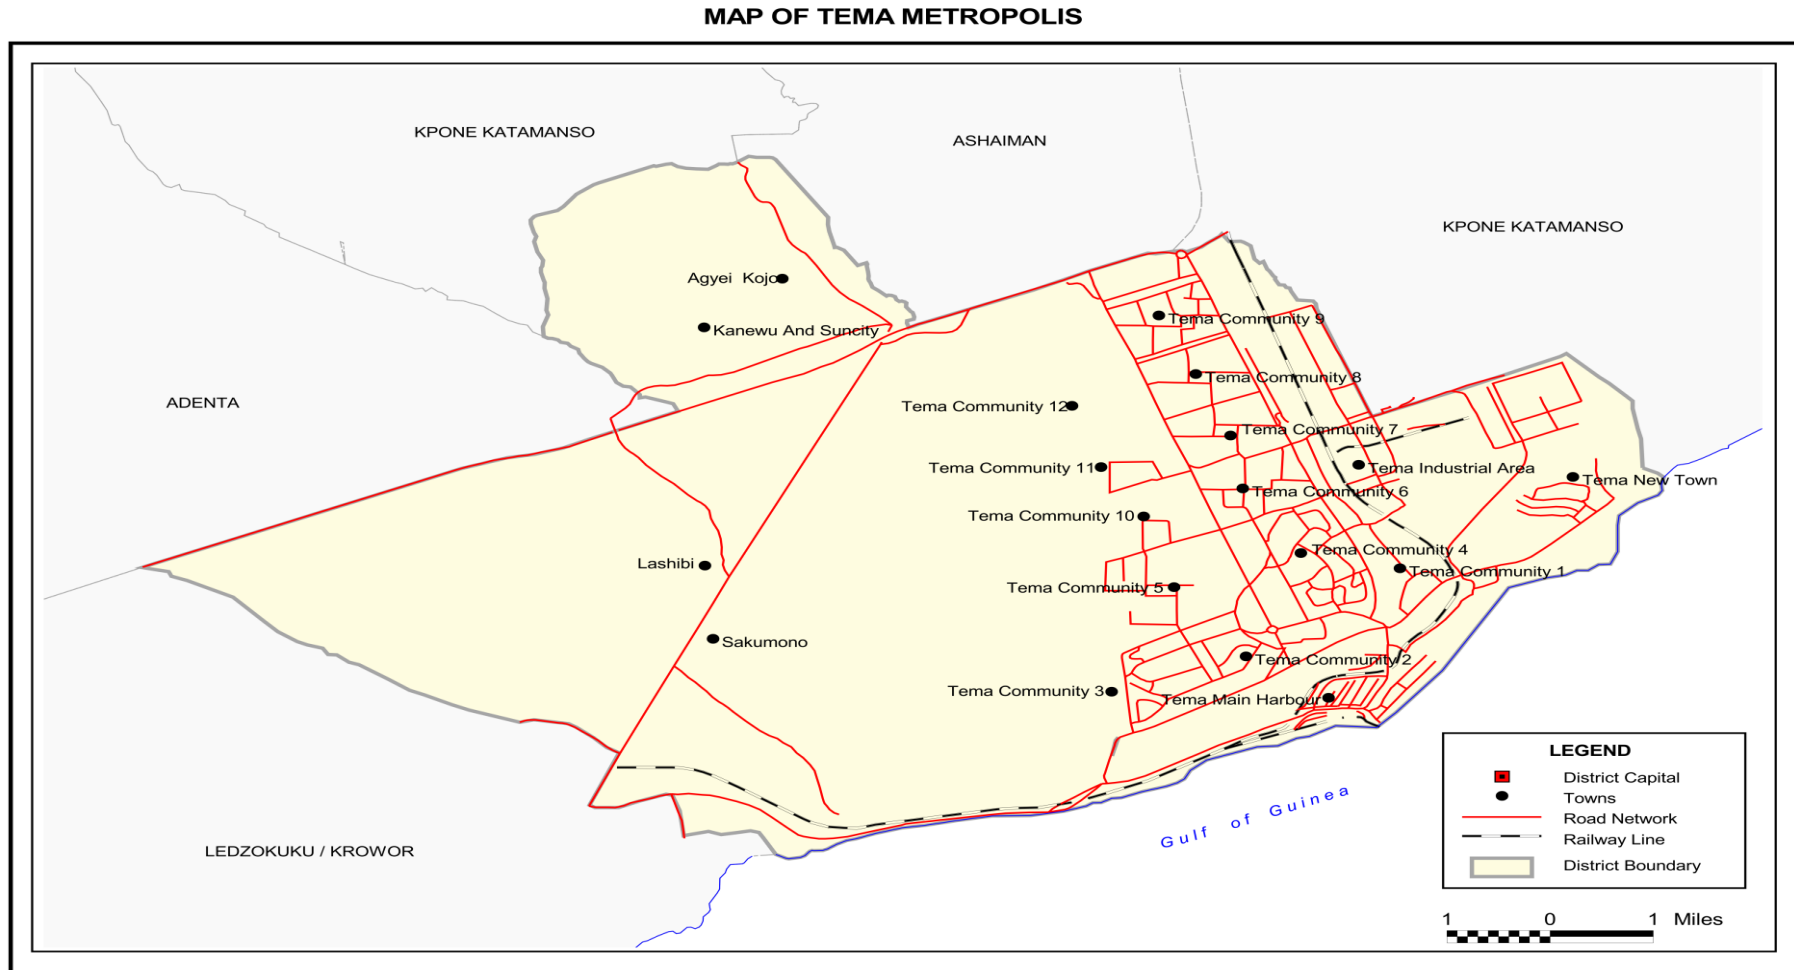 MAP OF TEMA METROPOLIS
KPONE KATAMANSO
ASHAIMAN
KPONE KATAMANSO
Agyei Kojo
Tema Community 9
Kanewu And Suncity
Tema Community 8
ADENTA
Tema Community 12
Tema Community 7
Tema Community 11
Tema Industrial Area
Tema New Town
Tema Community 6
Tema Community 10
Tema Community 4
Lashibi
Tema Community 1
Tema Community 5
Sakumono
Tema Community 2
Tema Community 3
Tema Main Harbour
LEGEND
District Capital
Towns
Road Network
Railway Line
District Boundary
Gulf of Guinea
LEDZOKUKU / KROWOR
1 0 1 Miles